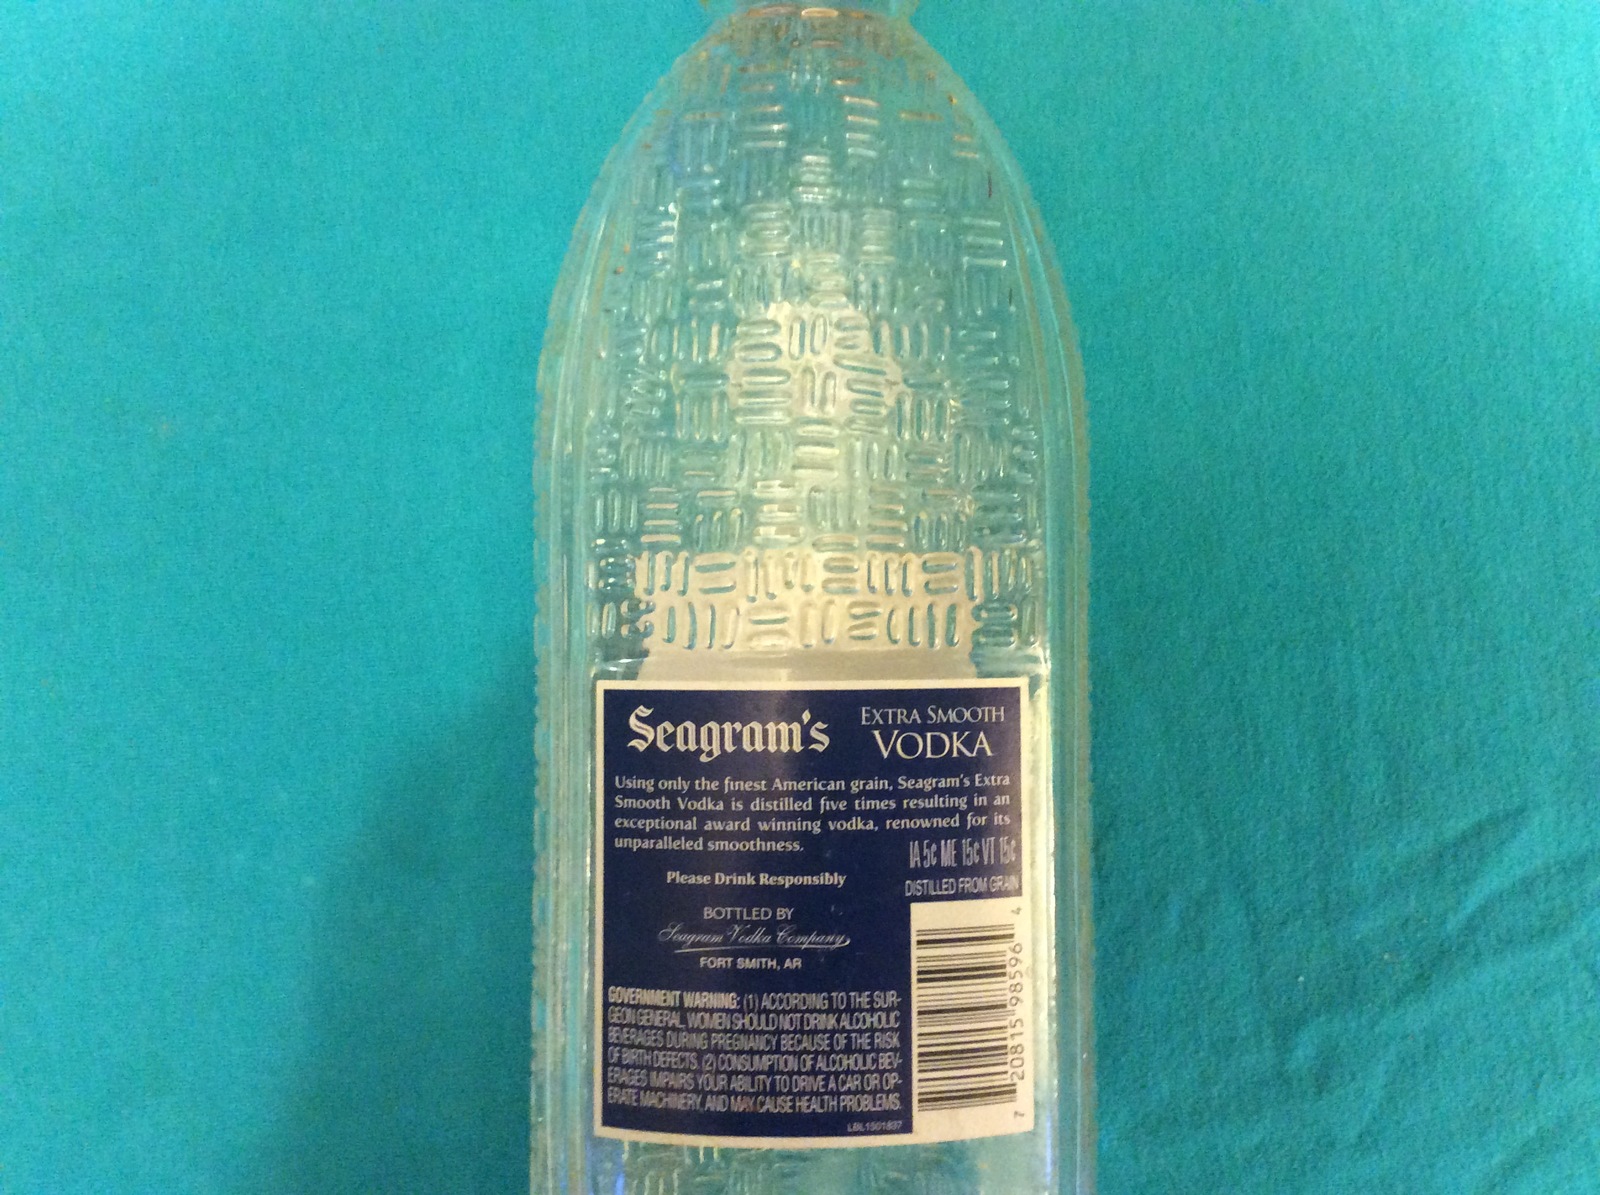 Seagram's
EXTRA SMOOTH
VODKA
Using only the finest American grain, Seagram's Extra
Smooth Vodka is distilled five times resulting in an
exceptional award winning vodka, renowned for its
unparalleled smoothness.
IA 5¢ ME 15¢ VT 15¢
Please Drink Responsibly
DISTILLED FROM GRAIN
BOTTLED BY
Seagram Vodka Company
FORT SMITH, AR
GOVERNMENT WARNING: (1) ACCORDING TO THE SUR-
GEON GENERAL, WOMEN SHOULD NOT DRINK ALCOHOLIC
BEVERAGES DURING PREGNANCY BECAUSE OF THE RISK
OF BIRTH DEFECTS. (2) CONSUMPTION OF ALCOHOLIC BEV-
ERAGES IMPAIRS YOUR ABILITY TO DRIVE A CAR OR OP-
ERATE MACHINERY, AND MAY CAUSE HEALTH PROBLEMS.
LBL1501837
7 20815 98596 4